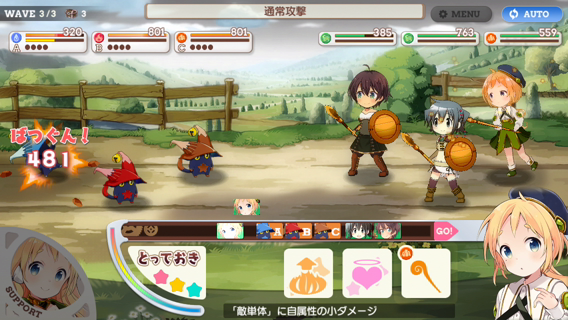 WAVE 3/3 3
通常攻撃
MENU
AUTO
320
A
801
B
801
C
385
763
559
ばつぐん!
481
A B C GO!
とっておき
SUPPORT
「敵単体」に自属性の小ダメージ